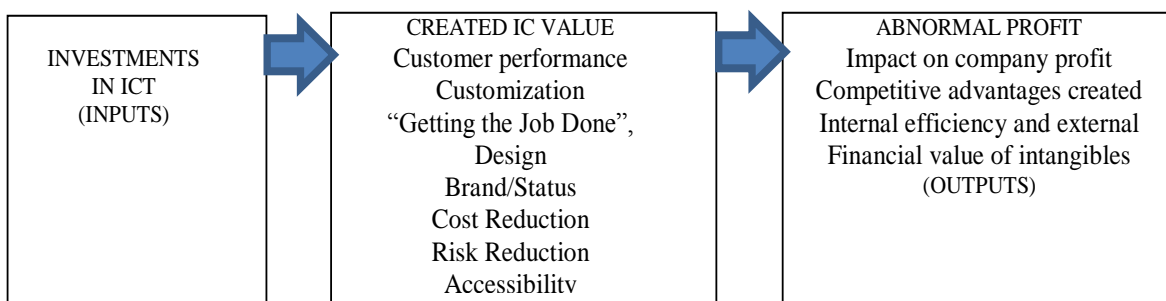 INVESTMENTS
IN ICT
(INPUTS)
CREATED IC VALUE
Customer performance
Customization
“Getting the Job Done”,
Design
Brand/Status
Cost Reduction
Risk Reduction
Accessibility
ABNORMAL PROFIT
Impact on company profit
Competitive advantages created
Internal efficiency and external
Financial value of intangibles
(OUTPUTS)